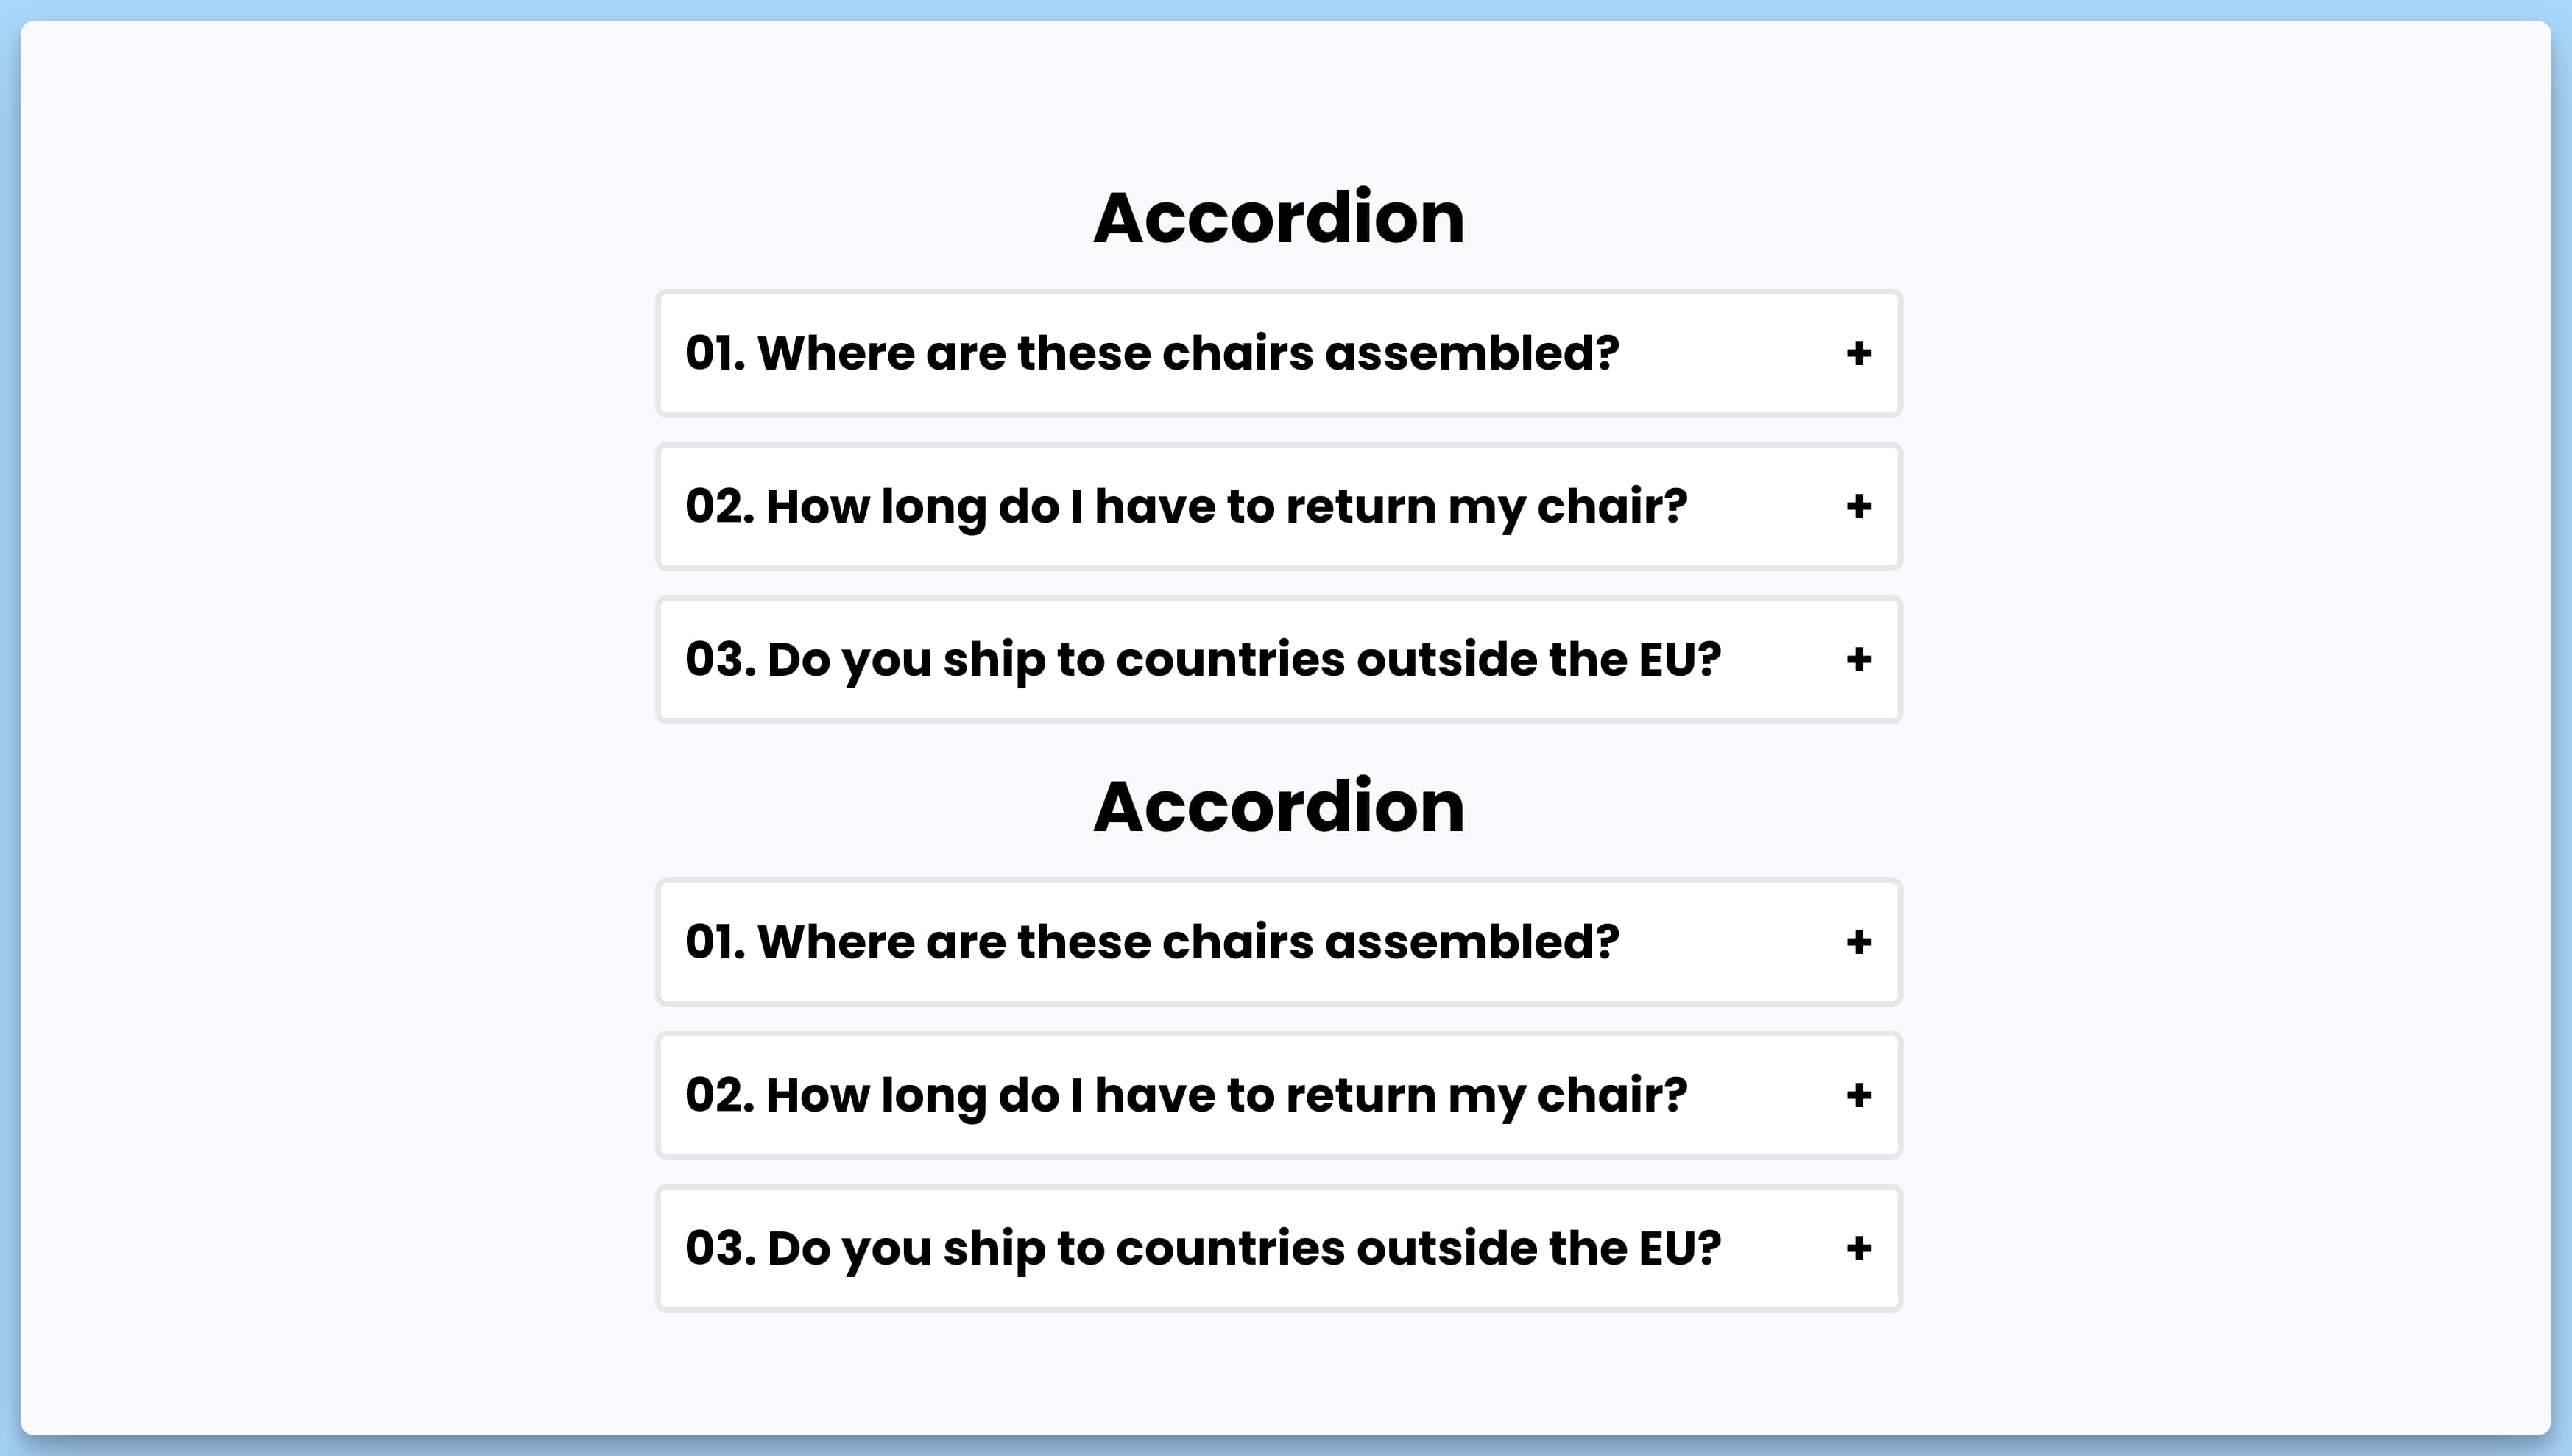 Accordion
01. Where are these chairs assembled? +
02. How long do I have to return my chair? +
03. Do you ship to countries outside the EU? +
Accordion
01. Where are these chairs assembled? +
02. How long do I have to return my chair? +
03. Do you ship to countries outside the EU? +